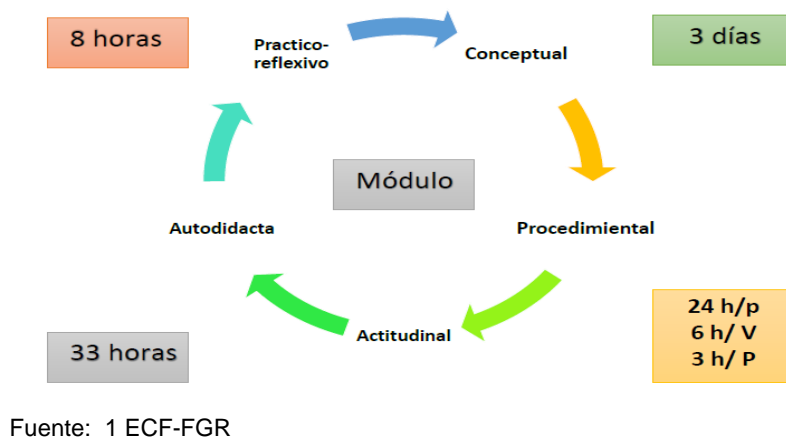 8 horas
Practico-
reflexivo
Conceptual
3 días
Módulo
Autodidacta
Procedimiental
Actitudinal
33 horas
24 h/p
6 h/ V
3 h/ P
Fuente:  1 ECF-FGR